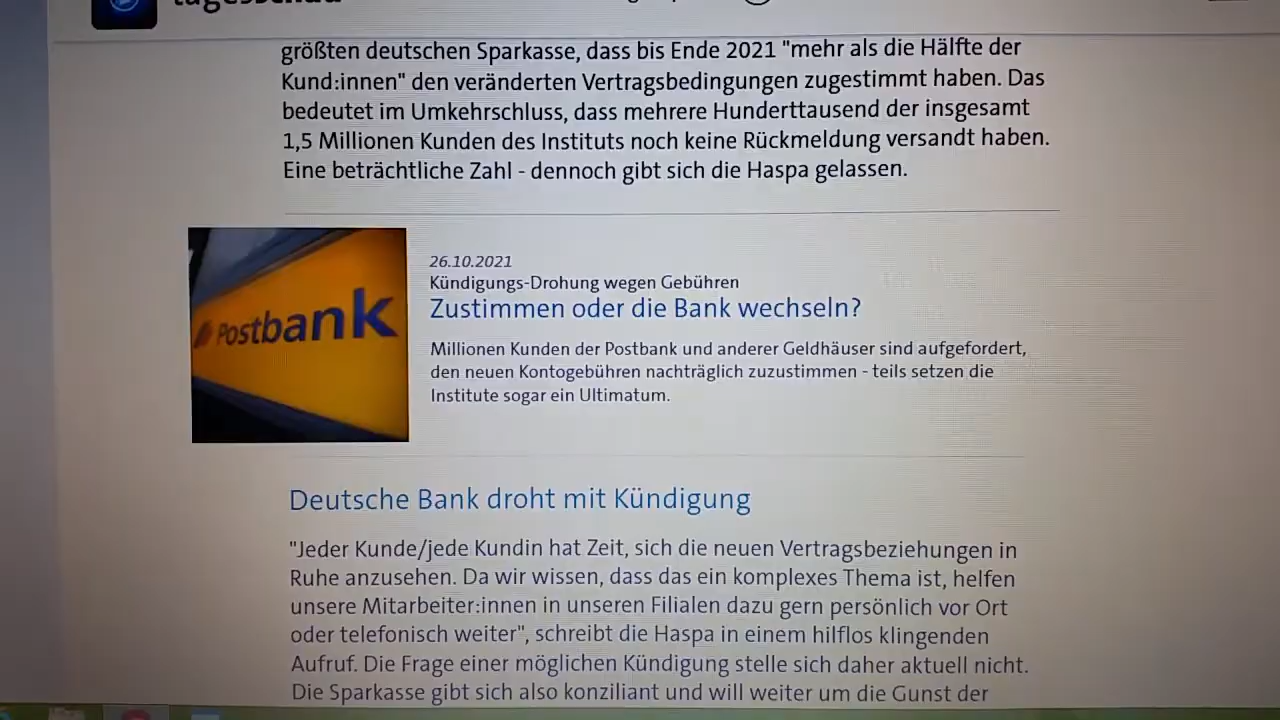 tagesschau
größten deutschen Sparkasse, dass bis Ende 2021 "mehr als die Hälfte der
Kund:innen" den veränderten Vertragsbedingungen zugestimmt haben. Das
bedeutet im Umkehrschluss, dass mehrere Hunderttausend der insgesamt
1,5 Millionen Kunden des Instituts noch keine Rückmeldung versandt haben.
Eine beträchtliche Zahl - dennoch gibt sich die Haspa gelassen.
Postbank
26.10.2021
Kündigungs-Drohung wegen Gebühren
Zustimmen oder die Bank wechseln?
Millionen Kunden der Postbank und anderer Geldhäuser sind aufgefordert,
den neuen Kontogebühren nachträglich zuzustimmen - teils setzen die
Institute sogar ein Ultimatum.
Deutsche Bank droht mit Kündigung
"Jeder Kunde/jede Kundin hat Zeit, sich die neuen Vertragsbeziehungen in
Ruhe anzusehen. Da wir wissen, dass das ein komplexes Thema ist, helfen
unsere Mitarbeiter:innen in unseren Filialen dazu gern persönlich vor Ort
oder telefonisch weiter", schreibt die Haspa in einem hilflos klingenden
Aufruf. Die Frage einer möglichen Kündigung stelle sich daher aktuell nicht.
Die Sparkasse gibt sich also konziliant und will weiter um die Gunst der